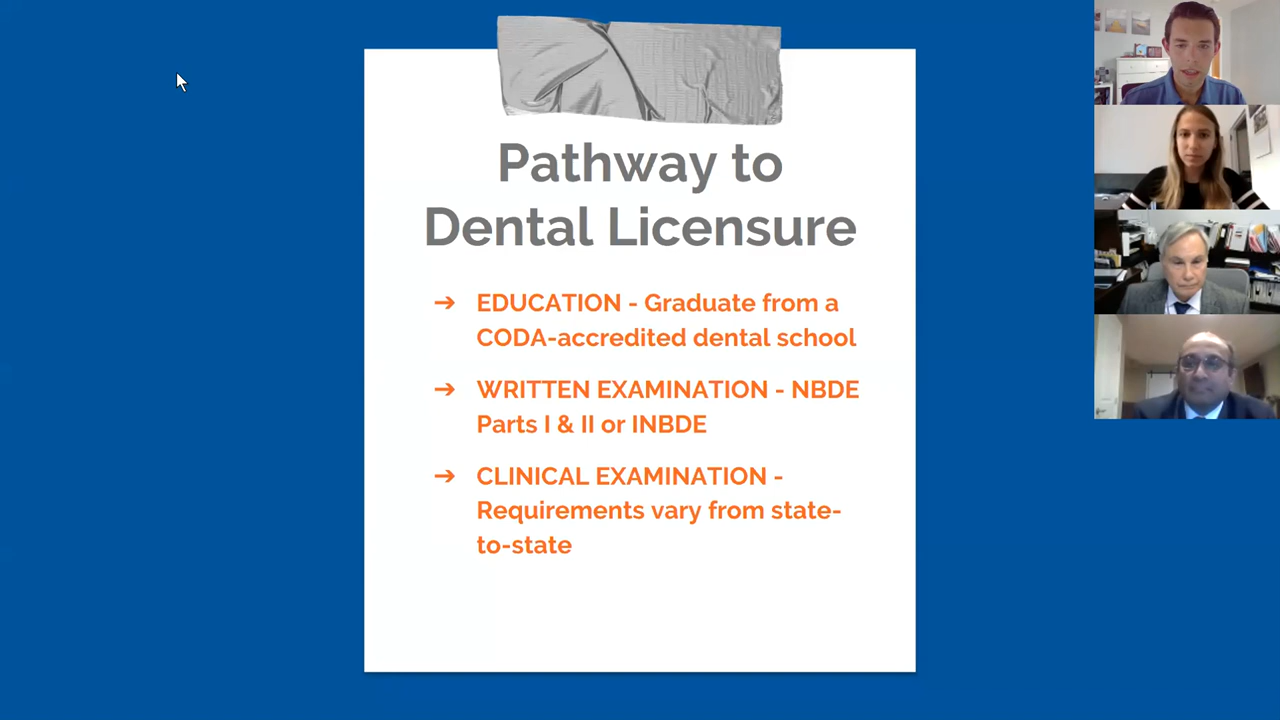 Pathway to
Dental Licensure
➔ EDUCATION - Graduate from a
CODA-accredited dental school
➔ WRITTEN EXAMINATION - NBDE
Parts I & II or INBDE
➔ CLINICAL EXAMINATION -
Requirements vary from state-
to-state